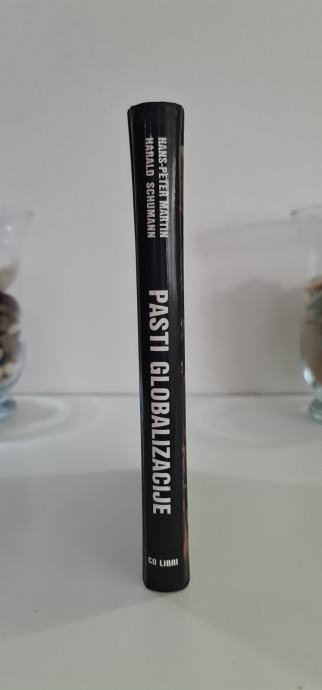 HANS-PETER MARTIN
HARALD SCHUMANN
PASTI GLOBALIZACIJE
CO LIBRI